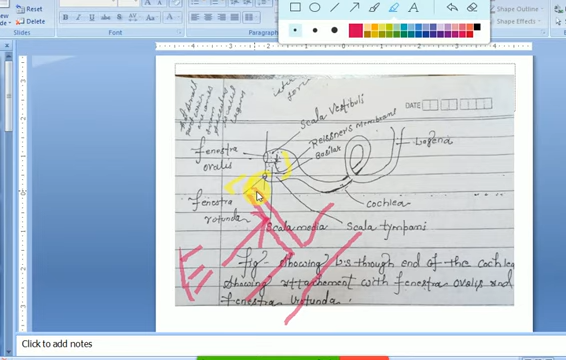 Reset
Delete
Slides
Paragraph
Drawing
Shape Outline
Shape Effects
DATE
Scala Vestibuli
Reissner's membrane
Basilar
Lagena
fenestra
ovalis
fenestra
rotunda
cochlea
Scala media
Scala tympani
fig- showing L.S through end of the cochlea
showing attachement with fenestra ovalis and
fenestra rotunda.
Click to add notes